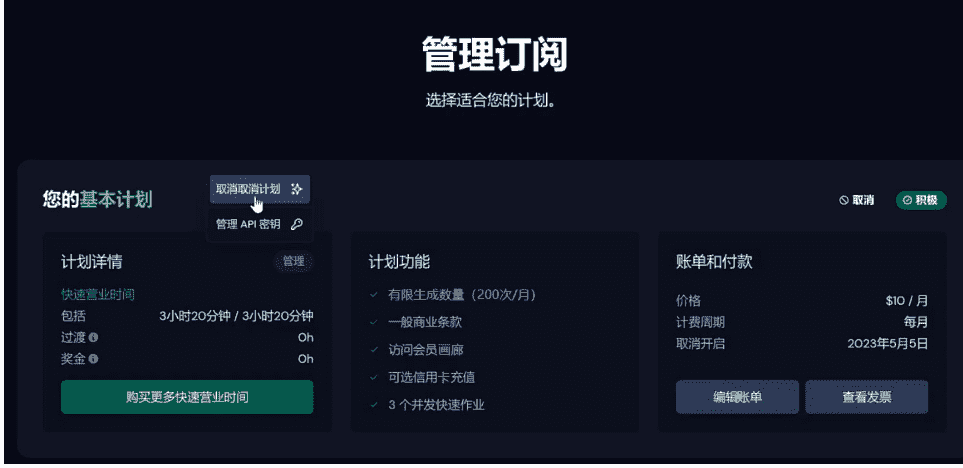 管理订阅
选择适合您的计划。
您的基本计划
取消取消计划
管理 API 密钥
取消
积极
计划详情
管理
快速营业时间
包括 3小时20分钟 / 3小时20分钟
过渡 0h
奖金 0h
购买更多快速营业时间
计划功能
有限生成数量（200次/月）
一般商业条款
访问会员画廊
可选信用卡充值
3 个并发快速作业
账单和付款
价格 $10 / 月
计费周期 每月
取消开启 2023年5月5日
编辑账单
查看发票